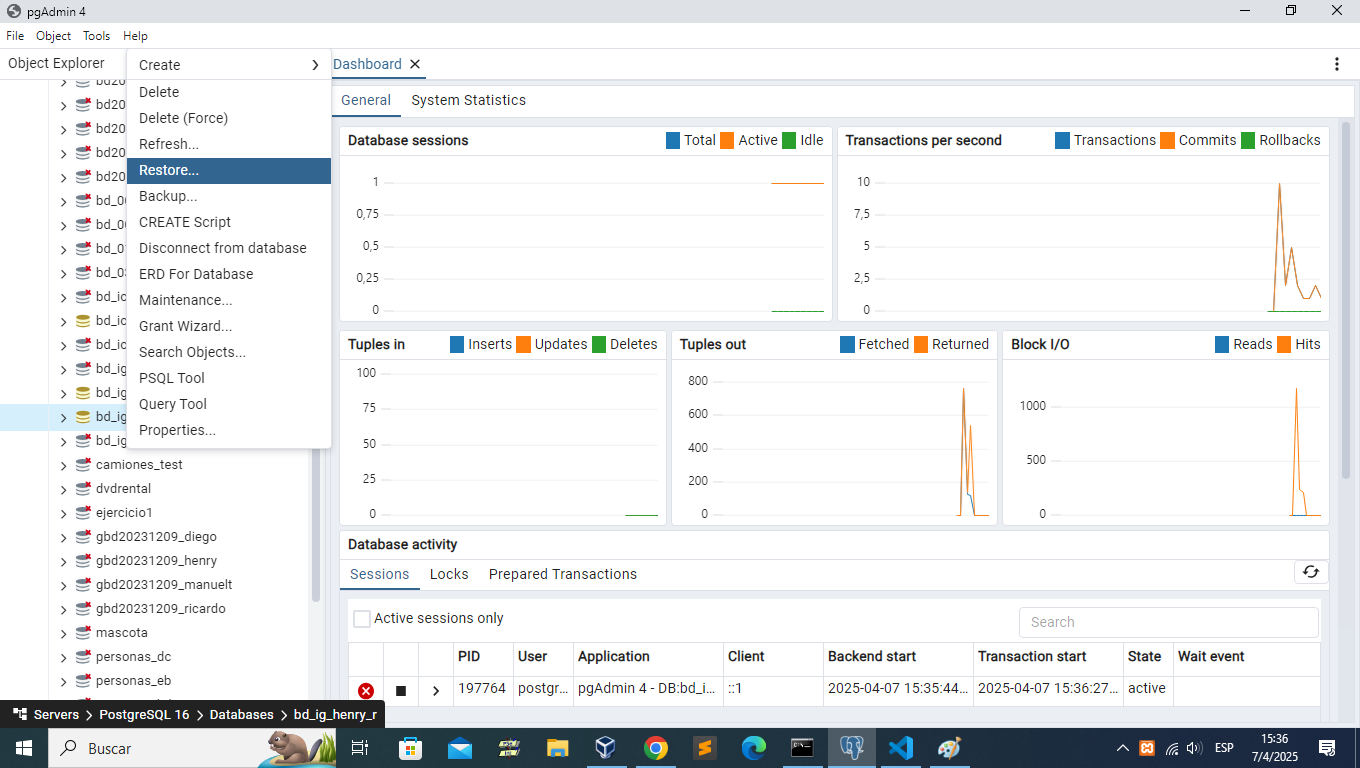 pgAdmin 4
File Object Tools Help
Object Explorer
Create
Delete
Delete (Force)
Refresh...
Restore...
Backup...
CREATE Script
Disconnect from database
ERD For Database
Maintenance...
Grant Wizard...
Search Objects...
PSQL Tool
Query Tool
Properties...
bd20
bd20
bd20
bd20
bd20
bd_0
bd_0
bd_0
bd_0
bd_ic
bd_ic
bd_ic
bd_ig
bd_ig
bd_ig
bd_ig
camiones_test
dvdrental
ejercicio1
gbd20231209_diego
gbd20231209_henry
gbd20231209_manuelt
gbd20231209_ricardo
mascota
personas_dc
personas_eb
Servers > PostgreSQL 16 > Databases > bd_ig_henry_r
Dashboard
General System Statistics
Database sessions Total Active Idle
1
0,75
0,5
0,25
0
Transactions per second Transactions Commits Rollbacks
10
7,5
5
2,5
0
Tuples in Inserts Updates Deletes
100
75
50
25
0
Tuples out Fetched Returned
800
600
400
200
0
Block I/O Reads Hits
1000
500
0
Database activity
Sessions Locks Prepared Transactions
Active sessions only Search
PID User Application Client Backend start Transaction start State Wait event
197764 postgr... pgAdmin 4 - DB:bd_i... ::1 2025-04-07 15:35:44... 2025-04-07 15:36:27... active
Buscar
ESP
15:36
7/4/2025